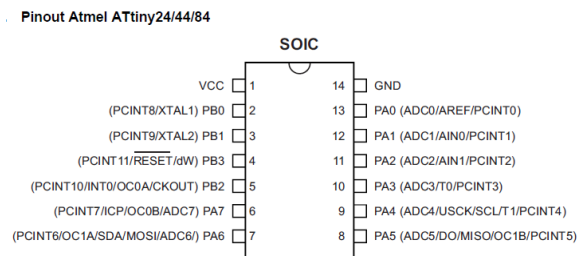 Pinout Atmel ATtiny24/44/84
SOIC
VCC 1 14 GND
(PCINT8/XTAL1) PB0 2 13 PA0 (ADC0/AREF/PCINT0)
(PCINT9/XTAL2) PB1 3 12 PA1 (ADC1/AIN0/PCINT1)
(PCINT11/RESET/dW) PB3 4 11 PA2 (ADC2/AIN1/PCINT2)
(PCINT10/INT0/OC0A/CKOUT) PB2 5 10 PA3 (ADC3/T0/PCINT3)
(PCINT7/ICP/OC0B/ADC7) PA7 6 9 PA4 (ADC4/USCK/SCL/T1/PCINT4)
(PCINT6/OC1A/SDA/MOSI/ADC6/) PA6 7 8 PA5 (ADC5/DO/MISO/OC1B/PCINT5)